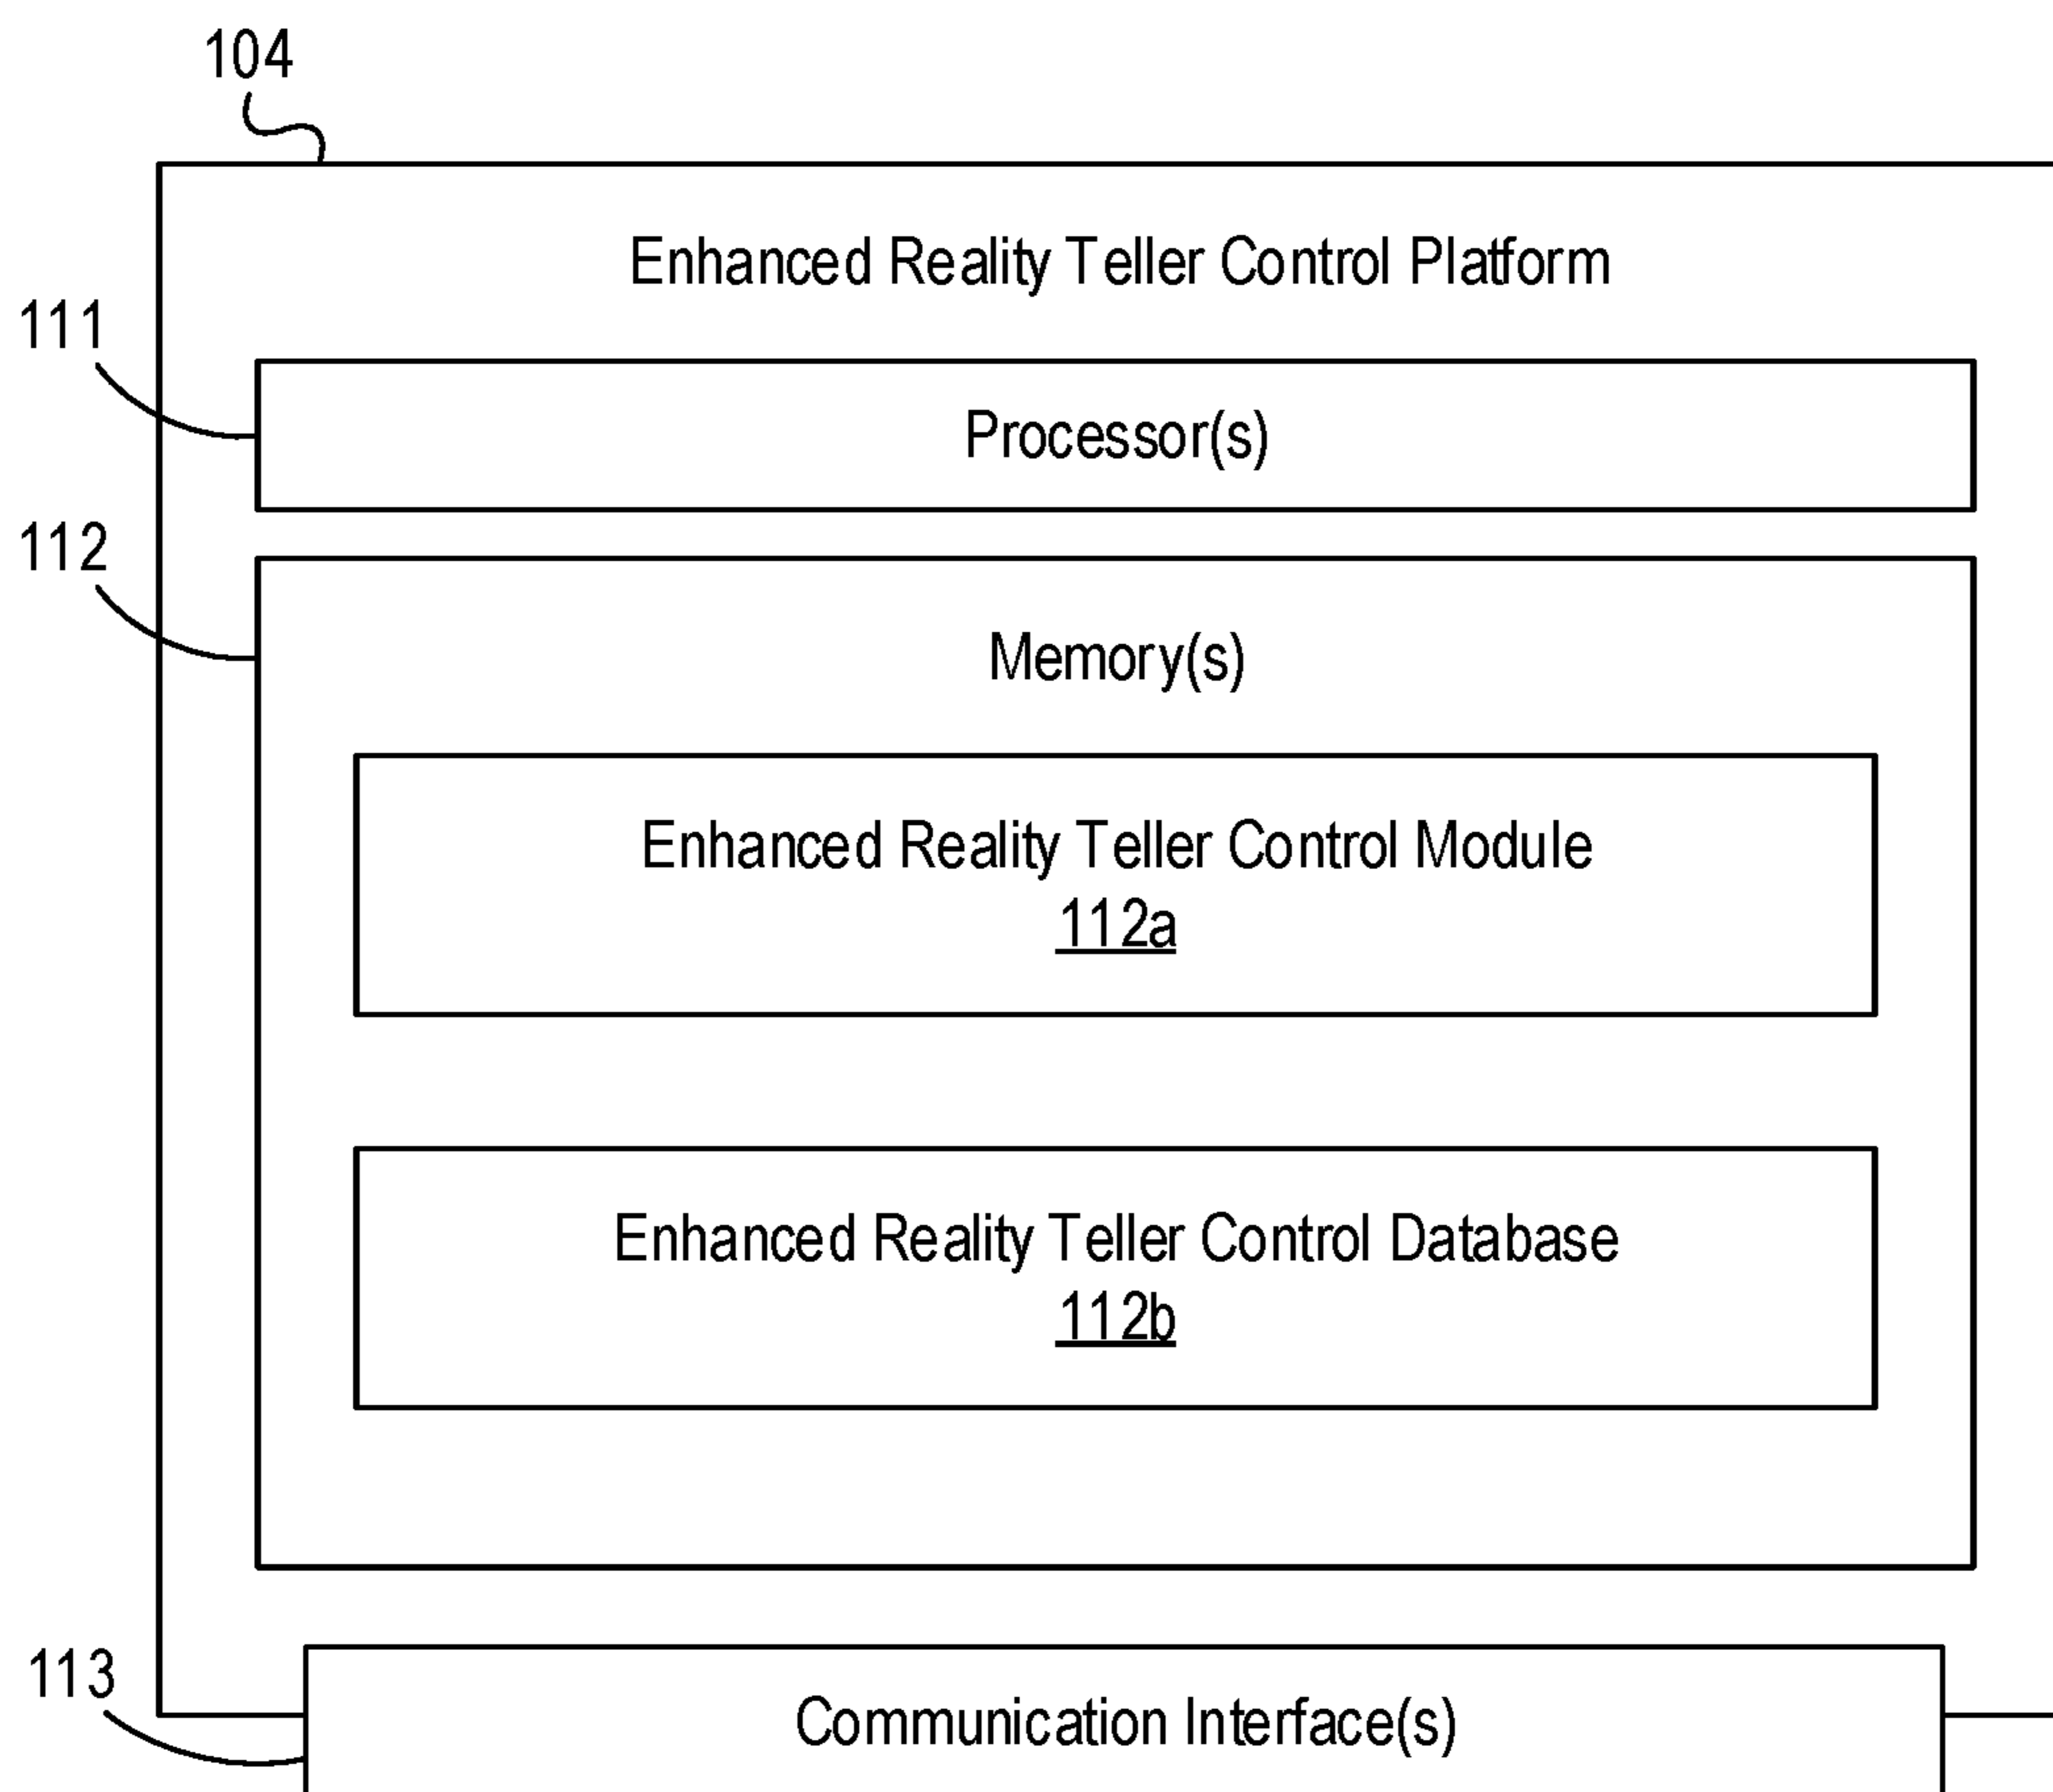 104
Enhanced Reality Teller Control Platform
111
Processor(s)
112
Memory(s)
Enhanced Reality Teller Control Module
112a
Enhanced Reality Teller Control Database
112b
113
Communication Interface(s)